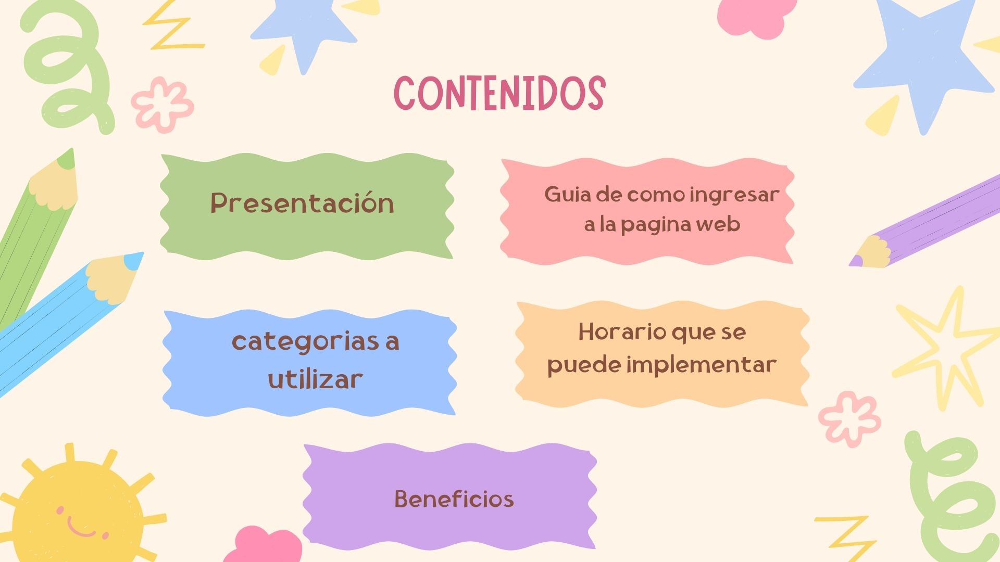 CONTENIDOS
Presentación
Guia de como ingresar
a la pagina web
categorias a
utilizar
Horario que se
puede implementar
Beneficios